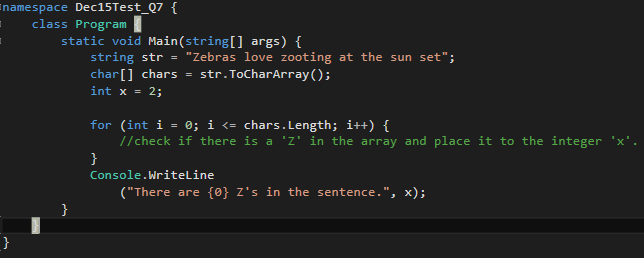 namespace Dec15Test_Q7 {
class Program {
static void Main(string[] args) {
string str = "Zebras love zooting at the sun set";
char[] chars = str.ToCharArray();
int x = 2;
for (int i = 0; i <= chars.Length; i++) {
//check if there is a 'Z' in the array and place it to the integer 'x'.
}
Console.WriteLine
("There are {0} Z's in the sentence.", x);
}
}
}